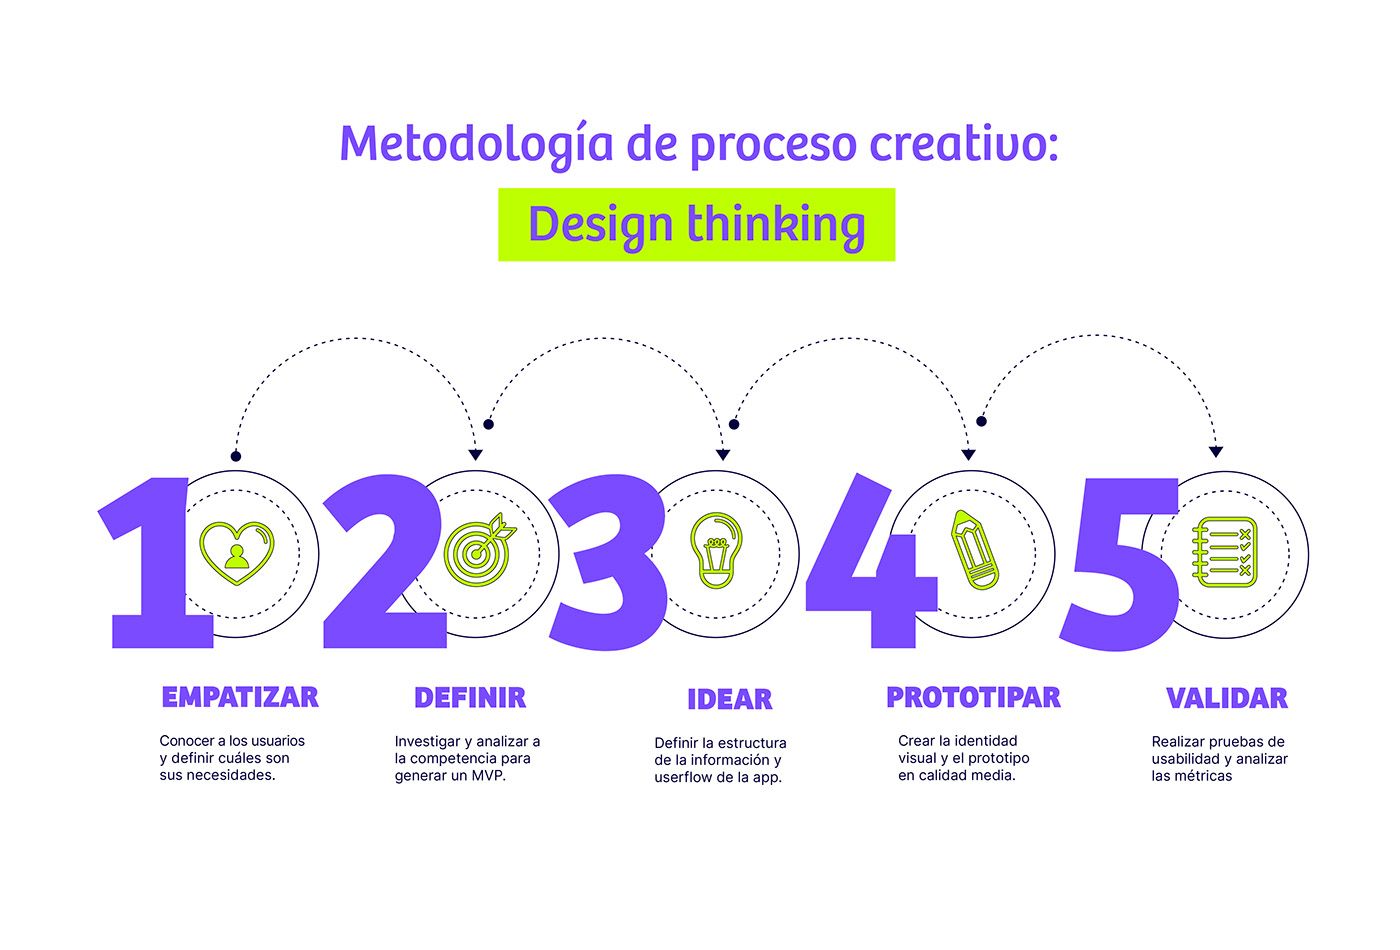 Metodología de proceso creativo:
Design thinking
1
EMPATIZAR
Conocer a los usuarios
y definir cuáles son
sus necesidades.
2
DEFINIR
Investigar y analizar a
la competencia para
generar un MVP.
3
IDEAR
Definir la estructura
de la información y
userflow de la app.
4
PROTOTIPAR
Crear la identidad
visual y el prototipo
en calidad media.
5
VALIDAR
Realizar pruebas de
usabilidad y analizar
las métricas